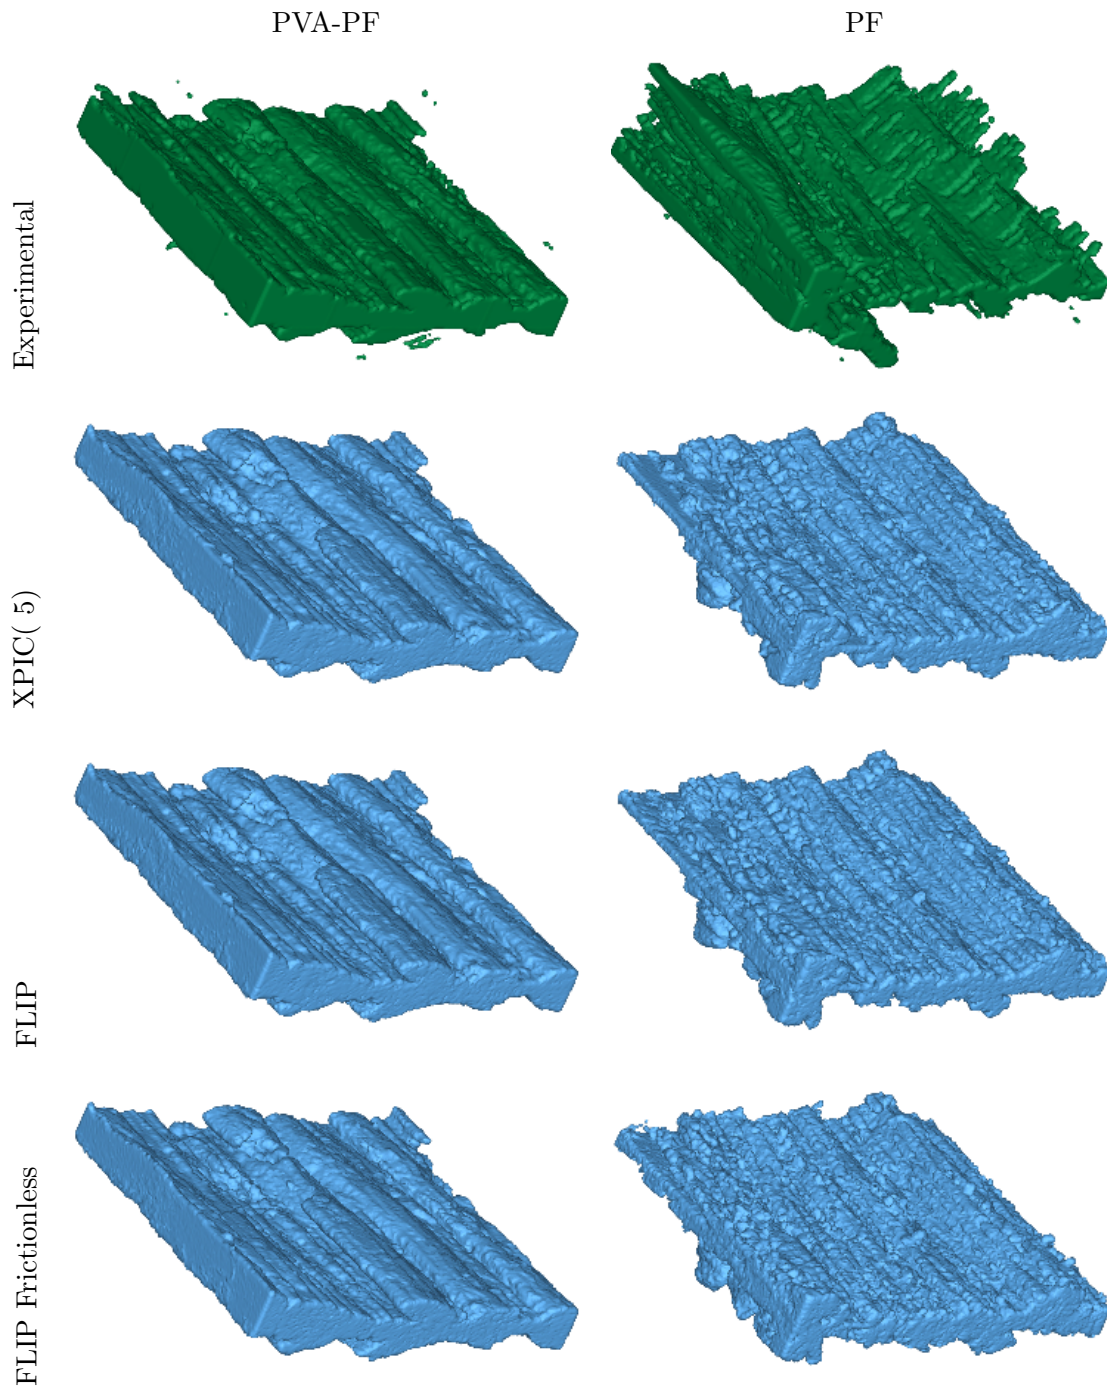 PVA-PF
PF
Experimental
XPIC( 5)
FLIP
FLIP Frictionless